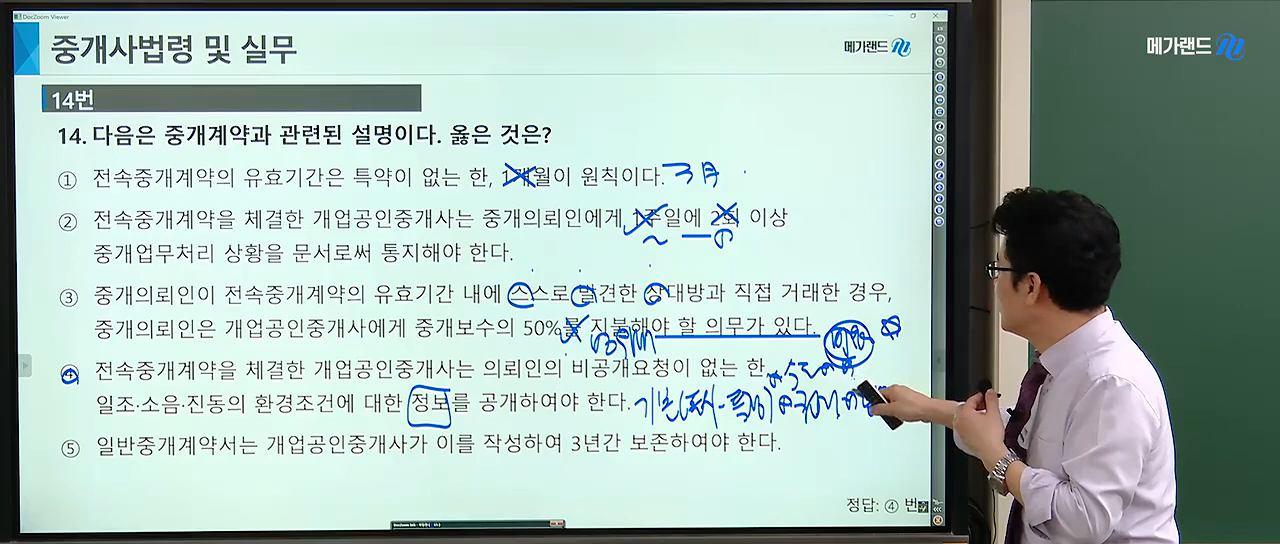 DocZoom Viewer
중개사법령 및 실무
메가랜드
메가랜드
14번
14. 다음은 중개계약과 관련된 설명이다. 옳은 것은?
① 전속중개계약의 유효기간은 특약이 없는 한, 1개월이 원칙이다. 3月
② 전속중개계약을 체결한 개업공인중개사는 중개의뢰인에게 1주일에 2회 이상
중개업무처리 상황을 문서로써 통지해야 한다.
③ 중개의뢰인이 전속중개계약의 유효기간 내에 스스로 발견한 상대방과 직접 거래한 경우,
중개의뢰인은 개업공인중개사에게 중개보수의 50%를 지불해야 할 의무가 있다.
④ 전속중개계약을 체결한 개업공인중개사는 의뢰인의 비공개요청이 없는 한,
일조·소음·진동의 환경조건에 대한 정보를 공개하여야 한다.
⑤ 일반중개계약서는 개업공인중개사가 이를 작성하여 3년간 보존하여야 한다.
정답: ④ 번